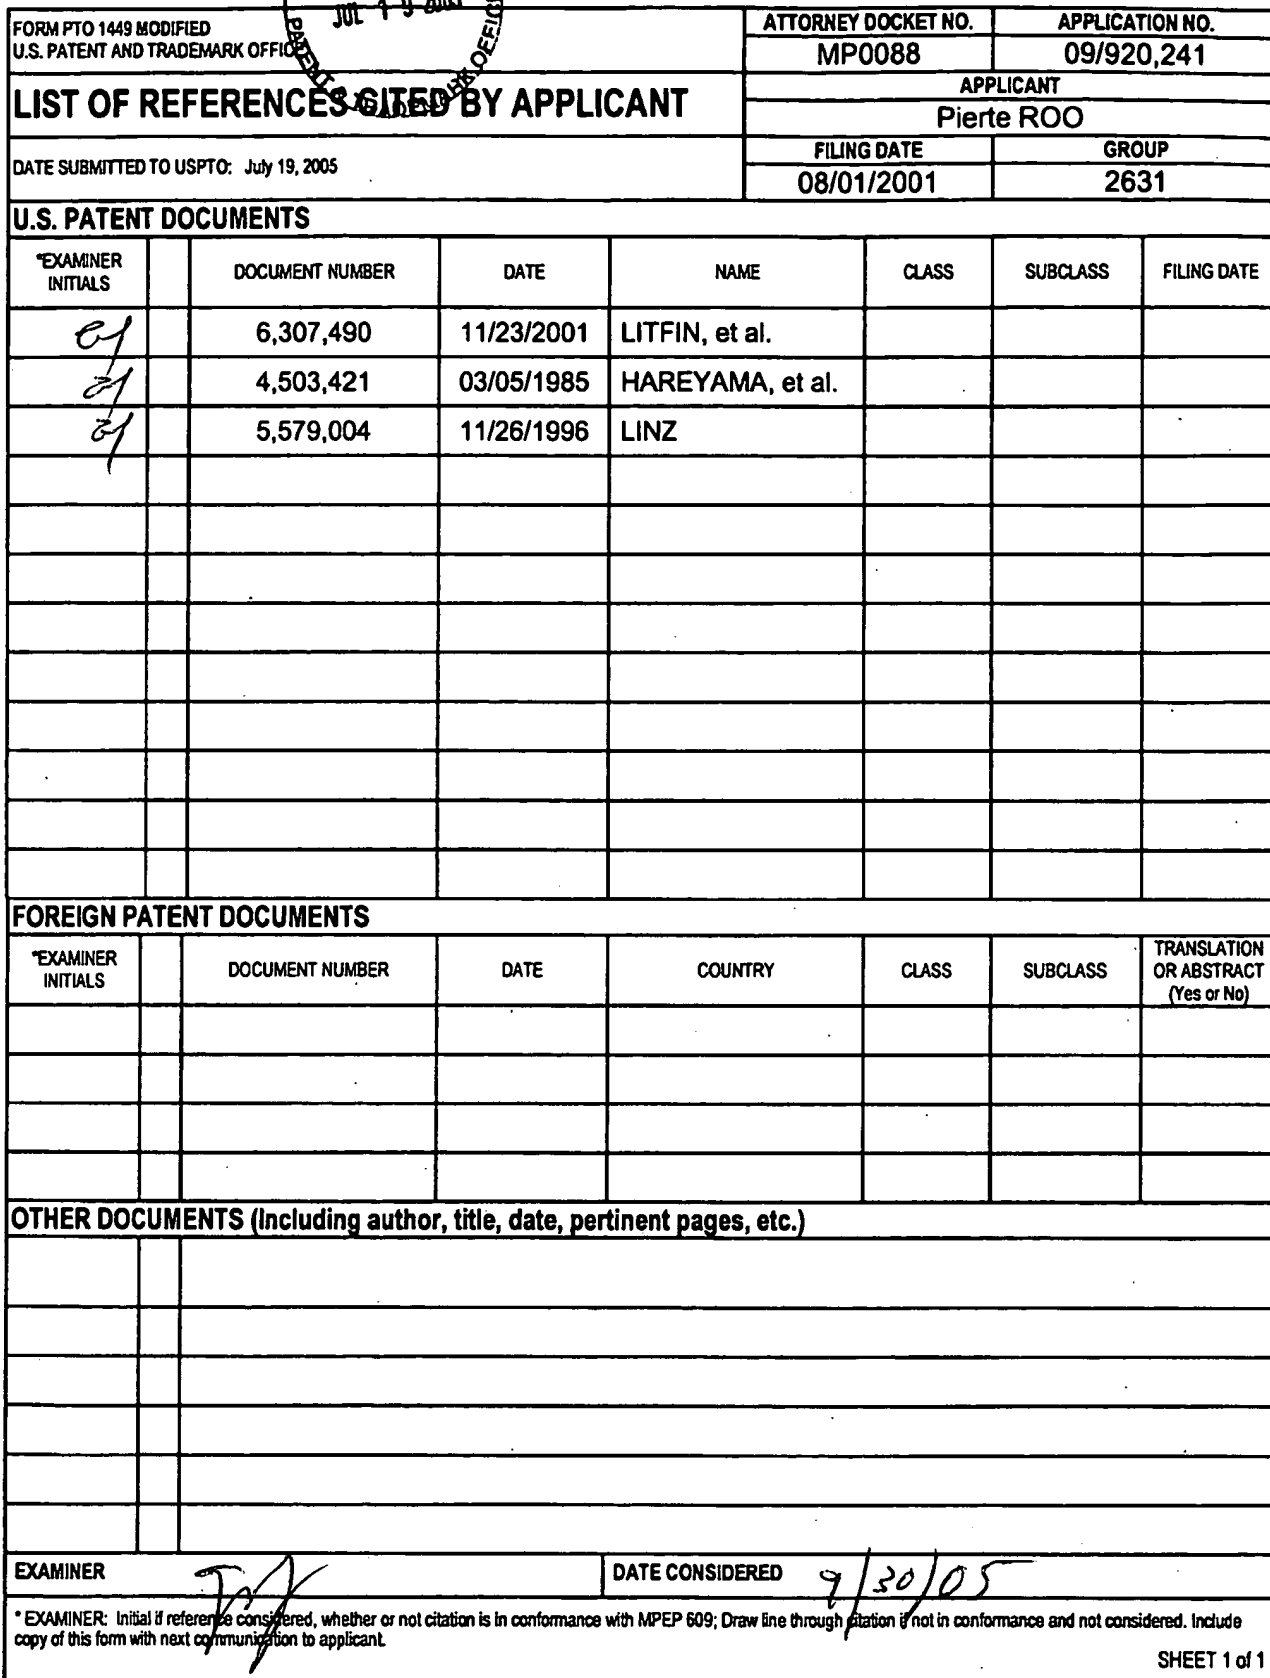 JUL 19 2005
PATENT & TRADEMARK OFFICE
FORM PTO 1449 MODIFIED
U.S. PATENT AND TRADEMARK OFFICE
ATTORNEY DOCKET NO.
APPLICATION NO.
MP0088
09/920,241
LIST OF REFERENCES CITED BY APPLICANT
APPLICANT
Pierte ROO
DATE SUBMITTED TO USPTO: July 19, 2005
FILING DATE
GROUP
08/01/2001
2631
U.S. PATENT DOCUMENTS
*EXAMINER INITIALS
DOCUMENT NUMBER
DATE
NAME
CLASS
SUBCLASS
FILING DATE
6,307,490
11/23/2001
LITFIN, et al.
4,503,421
03/05/1985
HAREYAMA, et al.
5,579,004
11/26/1996
LINZ
FOREIGN PATENT DOCUMENTS
*EXAMINER INITIALS
DOCUMENT NUMBER
DATE
COUNTRY
CLASS
SUBCLASS
TRANSLATION
OR ABSTRACT
(Yes or No)
OTHER DOCUMENTS (Including author, title, date, pertinent pages, etc.)
EXAMINER
DATE CONSIDERED 9/30/05
* EXAMINER: Initial if reference considered, whether or not citation is in conformance with MPEP 609; Draw line through citation if not in conformance and not considered. Include
copy of this form with next communication to applicant.
SHEET 1 of 1